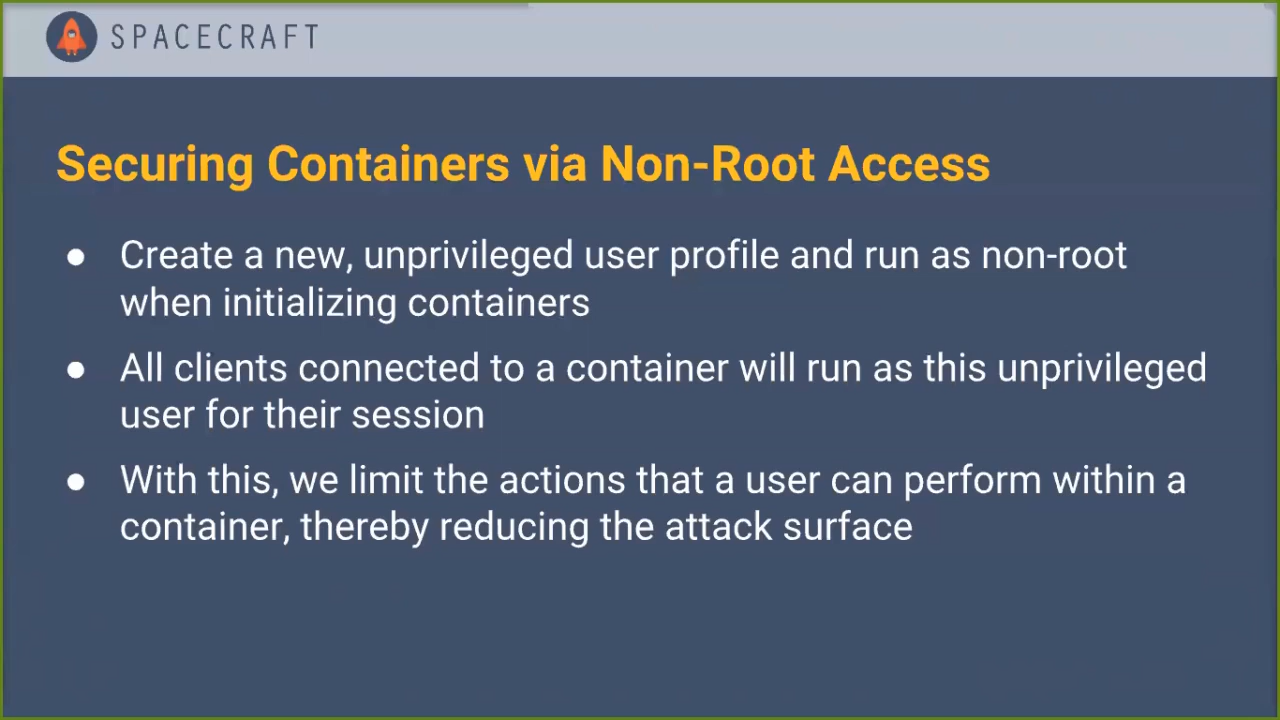 SPACECRAFT
Securing Containers via Non-Root Access
● Create a new, unprivileged user profile and run as non-root
when initializing containers
● All clients connected to a container will run as this unprivileged
user for their session
● With this, we limit the actions that a user can perform within a
container, thereby reducing the attack surface